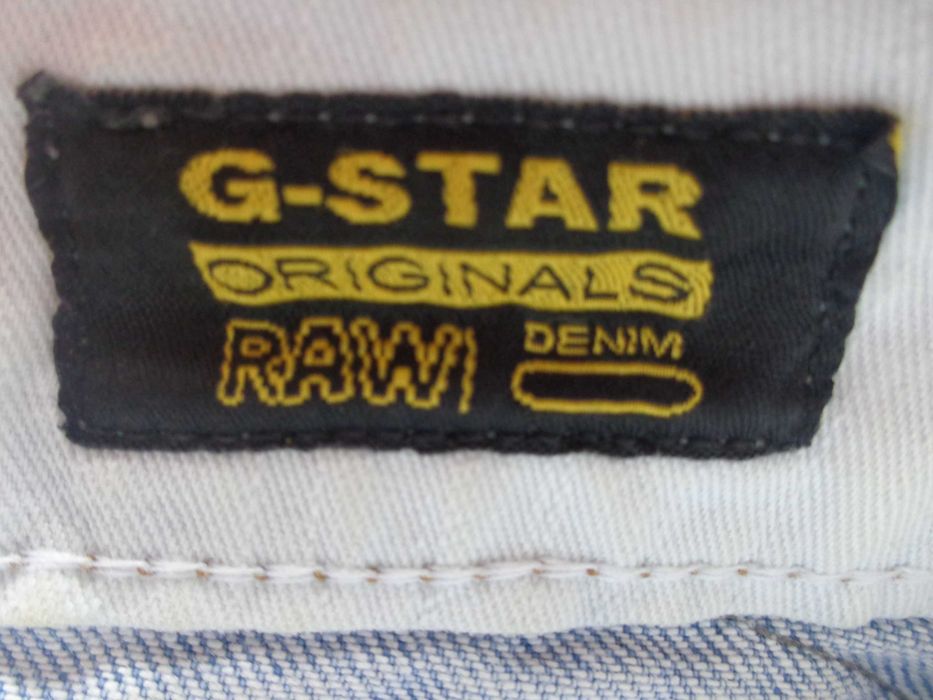 G-STAR
ORIGINALS
RAW
DENIM